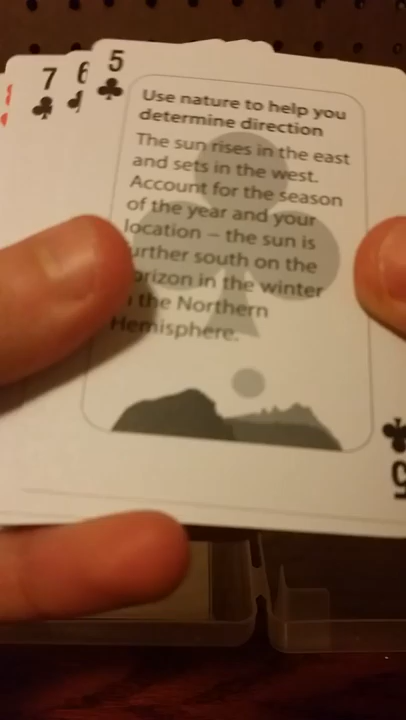 7
6
5
Use nature to help you
determine direction
The sun rises in the east
and sets in the west.
Account for the season
of the year and your
location – the sun is
urther south on the
orizon in the winter
the Northern
Hemisphere.
5